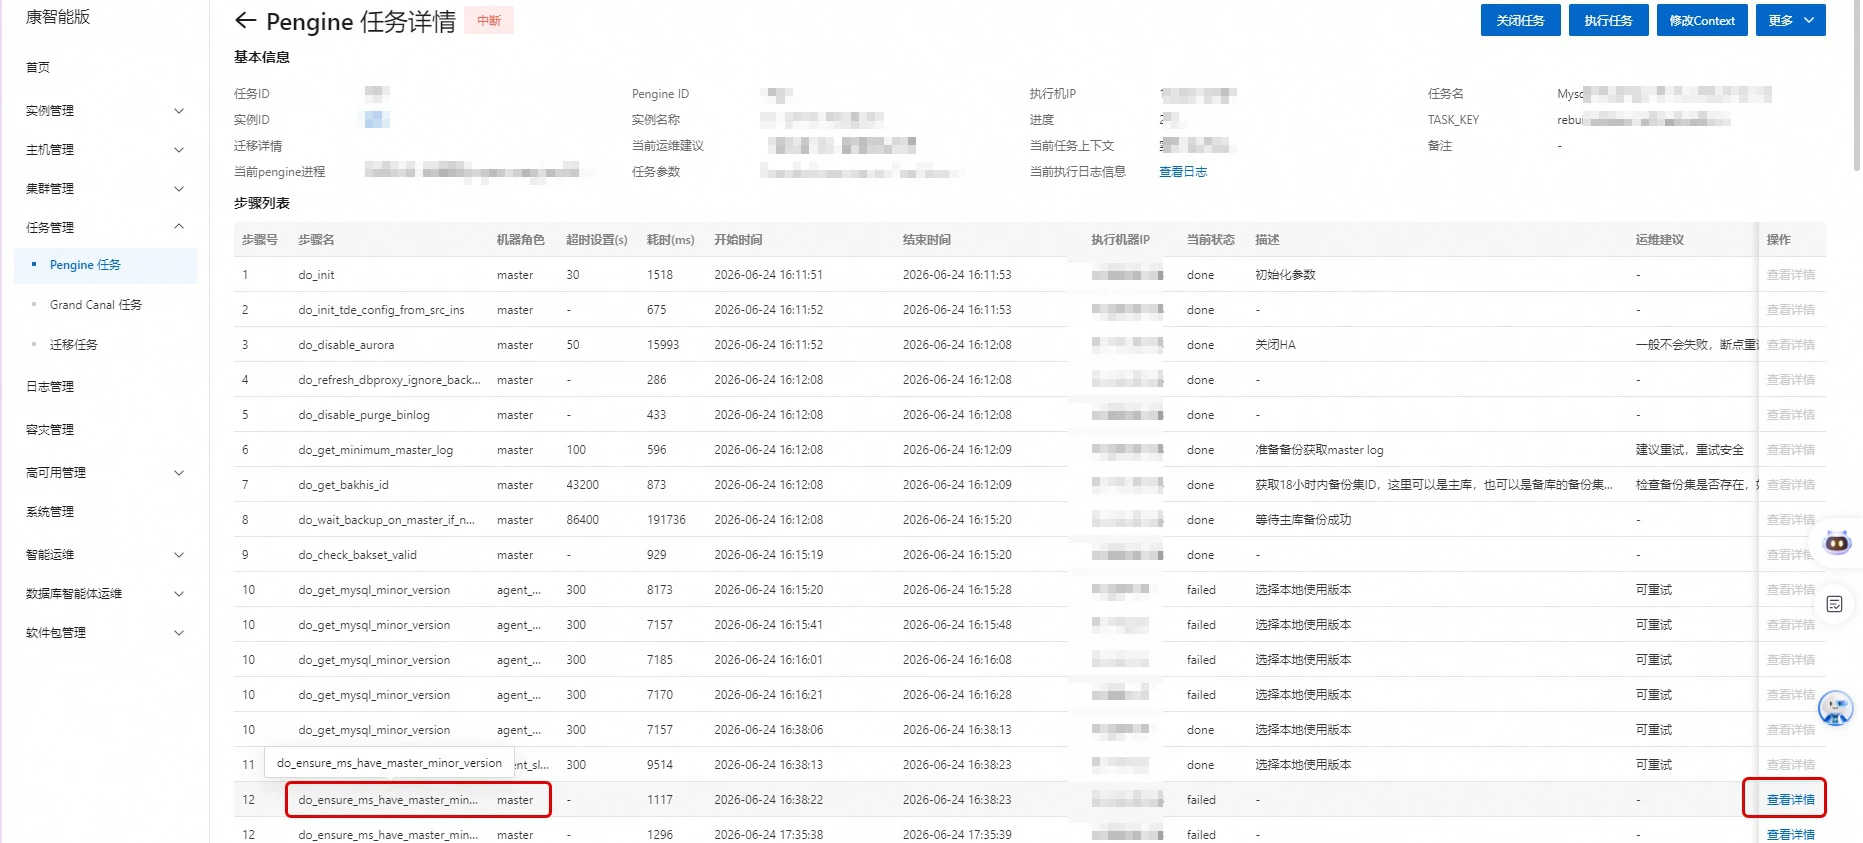 康智能版
首页
实例管理
主机管理
集群管理
任务管理
Pengine 任务
Grand Canal 任务
迁移任务
日志管理
容灾管理
高可用管理
系统管理
智能运维
数据库智能体运维
软件包管理
Pengine 任务详情 中断
关闭任务 执行任务 修改Context 更多
基本信息
任务ID Pengine ID 执行机IP 任务名
实例ID 实例名称 进度 TASK_KEY
迁移详情 当前运维建议 当前任务上下文 备注 -
当前pengine进程 任务参数 当前执行日志信息 查看日志
步骤列表
步骤号 步骤名 机器角色 超时设置(s) 耗时(ms) 开始时间 结束时间 执行机器IP 当前状态 描述 运维建议 操作
1 do_init master 30 1518 2026-06-24 16:11:51 2026-06-24 16:11:53 done 初始化参数 - 查看详情
2 do_init_tde_config_from_src_ins master - 675 2026-06-24 16:11:52 2026-06-24 16:11:53 done - - 查看详情
3 do_disable_aurora master 50 15993 2026-06-24 16:11:52 2026-06-24 16:12:08 done 关闭HA 一般不会失败，断点重 查看详情
4 do_refresh_dbproxy_ignore_back... master - 286 2026-06-24 16:12:08 2026-06-24 16:12:08 done - - 查看详情
5 do_disable_purge_binlog master - 433 2026-06-24 16:12:08 2026-06-24 16:12:08 done - - 查看详情
6 do_get_minimum_master_log master 100 596 2026-06-24 16:12:08 2026-06-24 16:12:09 done 准备备份获取master log 建议重试，重试安全 查看详情
7 do_get_bakhis_id master 43200 873 2026-06-24 16:12:08 2026-06-24 16:12:09 done 获取18小时内备份集ID，这里可以是主库，也可以是备库的备份集... 检查备份集是否存在， 查看详情
8 do_wait_backup_on_master_if_n... master 86400 191736 2026-06-24 16:12:08 2026-06-24 16:15:20 done 等待主库备份成功 - 查看详情
9 do_check_bakset_valid master - 929 2026-06-24 16:15:19 2026-06-24 16:15:20 done - - 查看详情
10 do_get_mysql_minor_version agent_... 300 8173 2026-06-24 16:15:20 2026-06-24 16:15:28 failed 选择本地使用版本 可重试 查看详情
10 do_get_mysql_minor_version agent_... 300 7157 2026-06-24 16:15:41 2026-06-24 16:15:48 failed 选择本地使用版本 可重试 查看详情
10 do_get_mysql_minor_version agent_... 300 7185 2026-06-24 16:16:01 2026-06-24 16:16:08 failed 选择本地使用版本 可重试 查看详情
10 do_get_mysql_minor_version agent_... 300 7170 2026-06-24 16:16:21 2026-06-24 16:16:28 failed 选择本地使用版本 可重试 查看详情
10 do_get_mysql_minor_version agent_... 300 7157 2026-06-24 16:38:06 2026-06-24 16:38:13 done 选择本地使用版本 可重试 查看详情
do_ensure_ms_have_master_minor_version
11 ent_sl... 300 9514 2026-06-24 16:38:13 2026-06-24 16:38:23 done 选择本地使用版本 可重试 查看详情
12 do_ensure_ms_have_master_min... master - 1117 2026-06-24 16:38:22 2026-06-24 16:38:23 failed - - 查看详情
12 do_ensure_ms_have_master_min... master - 1296 2026-06-24 17:35:38 2026-06-24 17:35:39 failed - - 查看详情